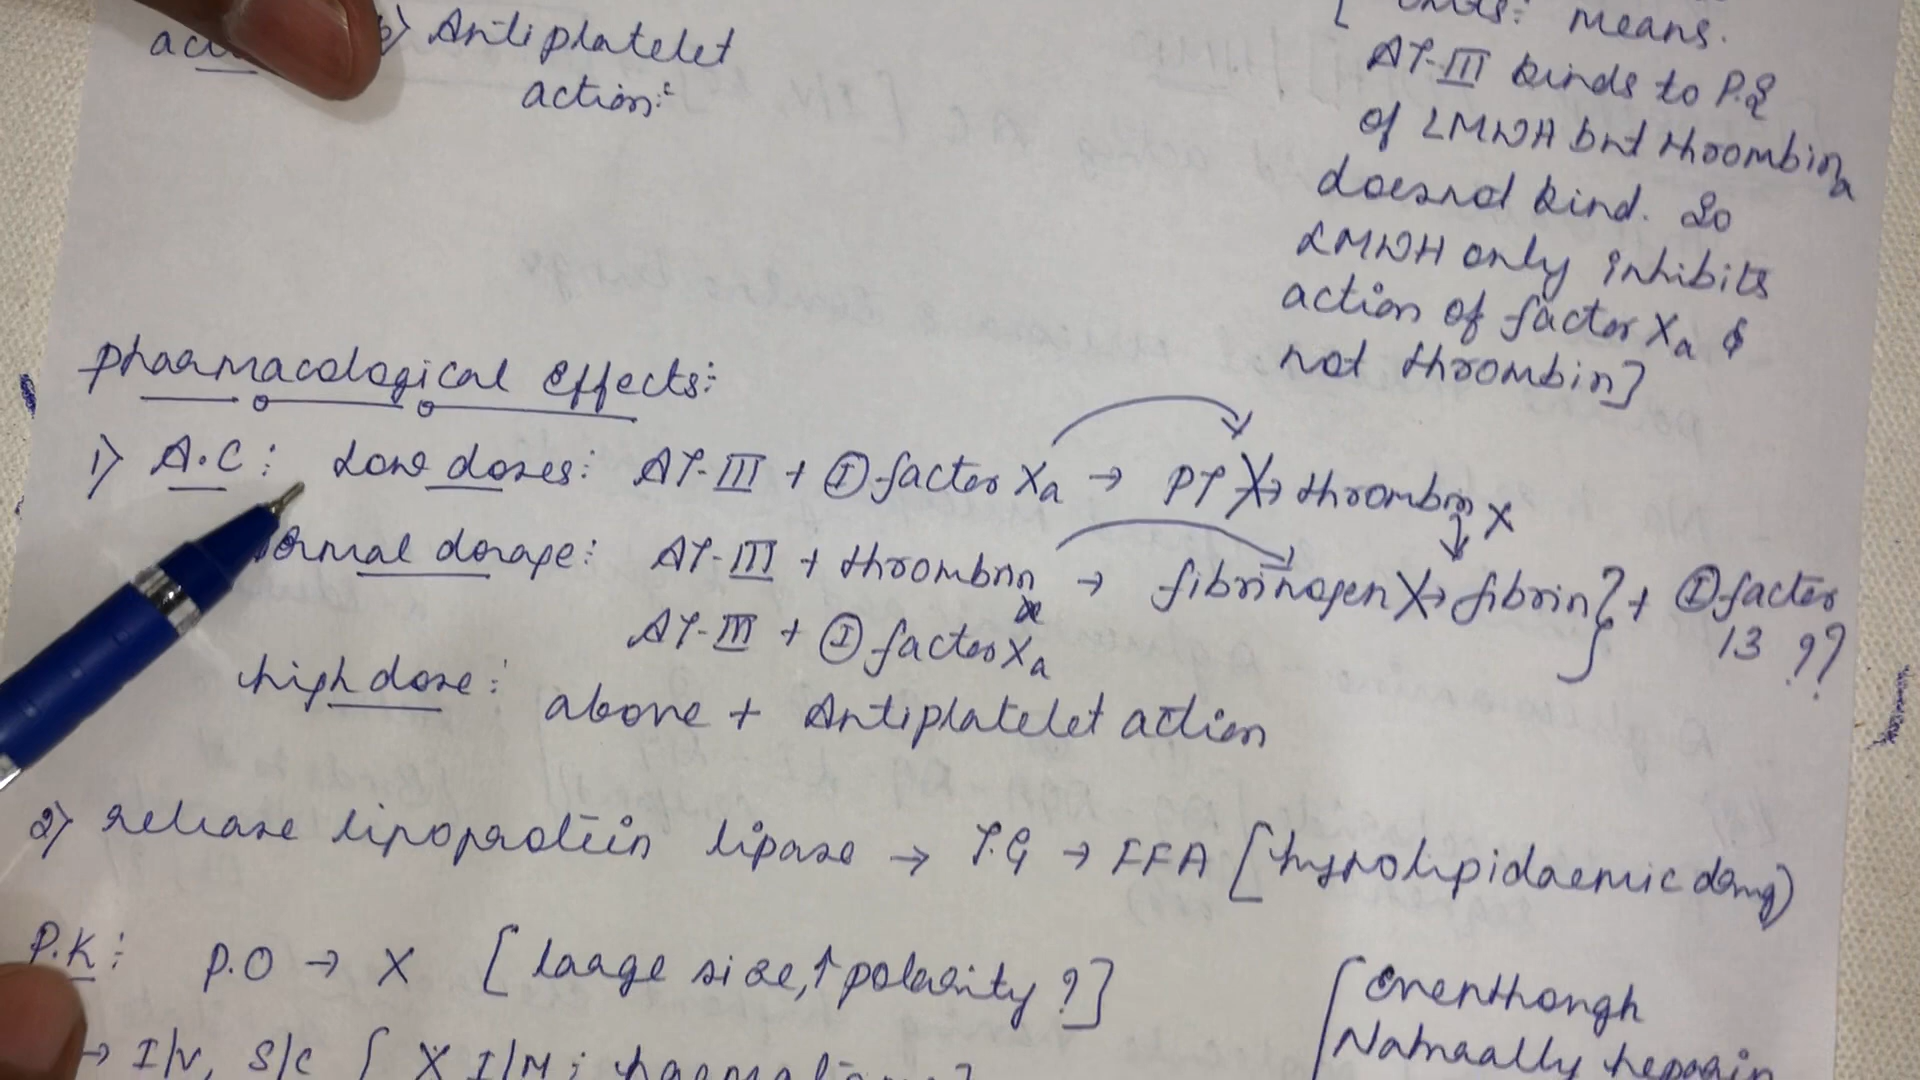 b) Antiplatelet
action:
means.
AT-III binds to P.S
of LMWH but thrombin
doesnot bind. So
LMWH only inhibits
action of factor Xa &
not thrombin]
pharmacological Effects:
1) A.C: Low doses: AT-III + I factor Xa → PT X→ thrombin X
normal dosage: AT-III + thrombin → fibrinogen X→ fibrin} + I factor 13 ??
AT-III + I factor Xa
high dose: above + Antiplatelet action
2) release lipoprotein lipase → T.G → FFA [hypolipidaemic drug)
P.K: P.O → X [large size, ↑ polarity ?]
[Eventhough
Naturally heparin
→ I/V, S/C [ X I/M ;